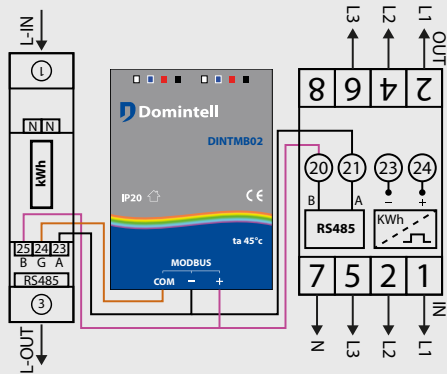 L-IN
1
N N
kWh
25 24 23
B G A
RS485
3
L-OUT
Domintell
DINTMB02
IP20
CE
ta 45°c
MODBUS
COM − +
L3 L2 L1
OUT
8 6 4 2
20 21 23 24
B A − +
RS485
KWh
7 5 2 1
IN
N L3 L2 L1